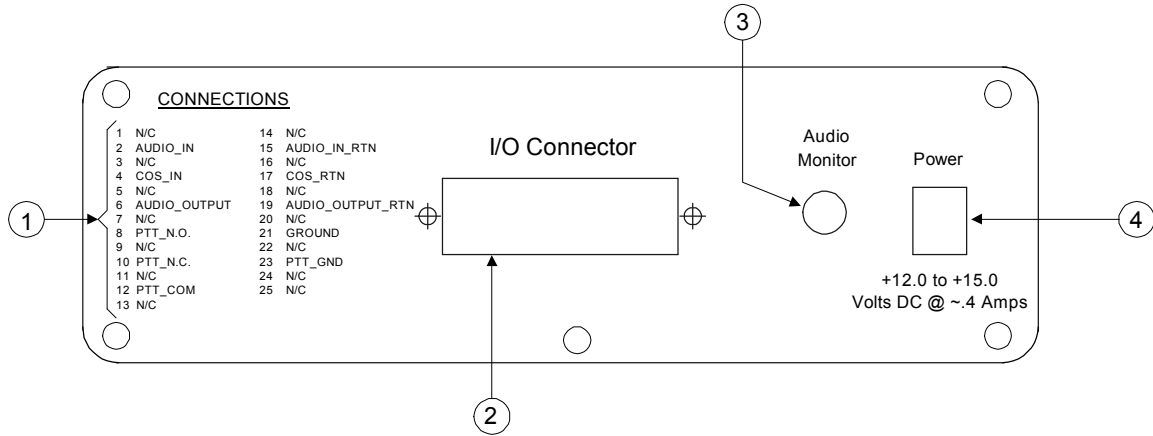 3
CONNECTIONS
1 N/C 14 N/C
2 AUDIO_IN 15 AUDIO_IN_RTN
3 N/C 16 N/C
4 COS_IN 17 COS_RTN
5 N/C 18 N/C
6 AUDIO_OUTPUT 19 AUDIO_OUTPUT_RTN
7 N/C 20 N/C
8 PTT_N.O. 21 GROUND
9 N/C 22 N/C
10 PTT_N.C. 23 PTT_GND
11 N/C 24 N/C
12 PTT_COM 25 N/C
13 N/C
I/O Connector
Audio
Monitor
Power
1
4
+12.0 to +15.0
Volts DC @ ~.4 Amps
2